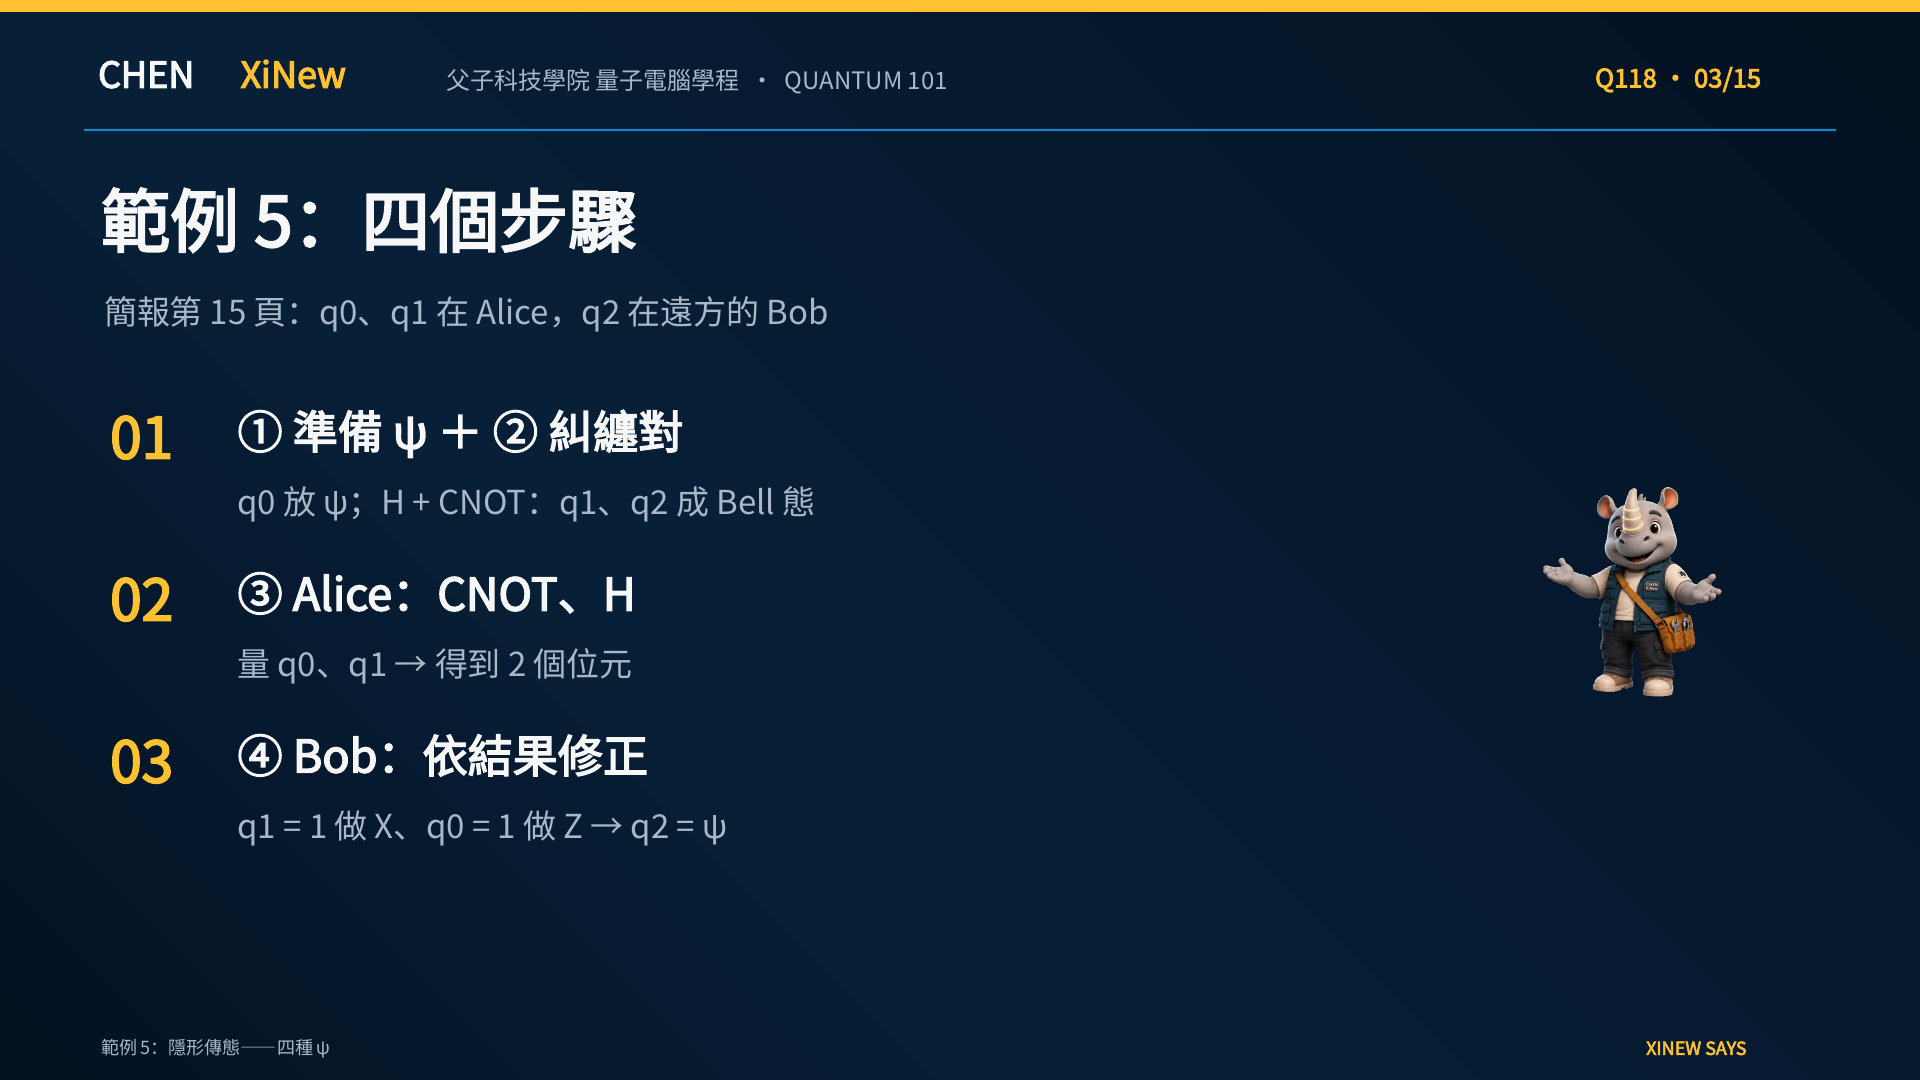 CHEN XiNew 父子科技學院 量子電腦學程 · QUANTUM 101 Q118 · 03/15
範例 5：四個步驟
簡報第 15 頁：q0、q1 在 Alice，q2 在遠方的 Bob
01 ① 準備 ψ ＋ ② 糾纏對
q0 放 ψ；H + CNOT：q1、q2 成 Bell 態
02 ③ Alice：CNOT、H
量 q0、q1 → 得到 2 個位元
03 ④ Bob：依結果修正
q1 = 1 做 X、q0 = 1 做 Z → q2 = ψ
範例 5：隱形傳態——四種 ψ XINEW SAYS